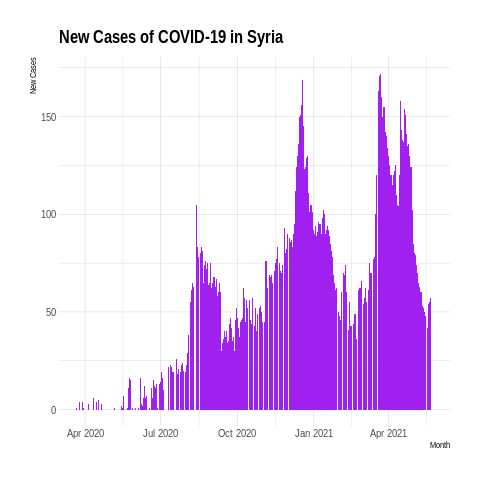 New Cases of COVID-19 in Syria
New Cases
150
100
50
0
Apr 2020 Jul 2020 Oct 2020 Jan 2021 Apr 2021
Month